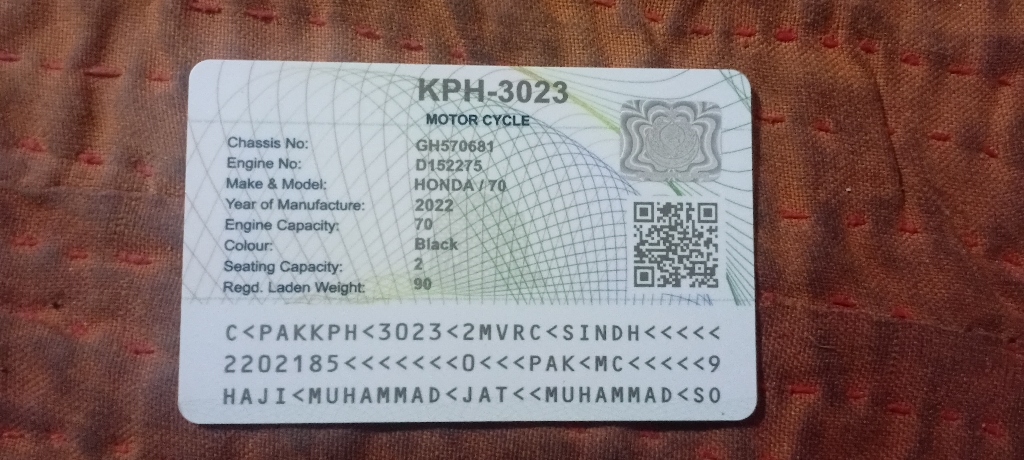 KPH-3023
MOTOR CYCLE
Chassis No: GH570681
Engine No: D152275
Make & Model: HONDA / 70
Year of Manufacture: 2022
Engine Capacity: 70
Colour: Black
Seating Capacity: 2
Regd. Laden Weight: 90
C<PAKKPH<3023<2MVRC<SINDH<<<<<
2202185<<<<<<<0<<<PAK<MC<<<<<9
HAJI<MUHAMMAD<JAT<<MUHAMMAD<SO